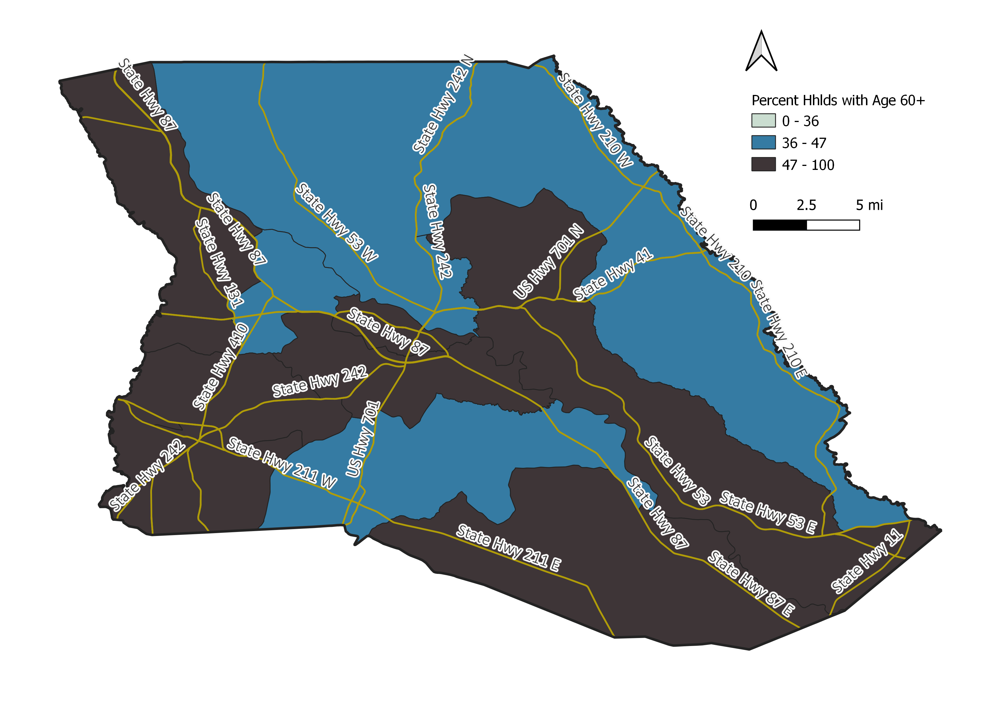 State Hwy 87
State Hwy 242 N
State Hwy 210 W
Percent Hhlds with Age 60+
0 - 36
36 - 47
47 - 100
0 2.5 5 mi
State Hwy 53 W
State Hwy 242
State Hwy 87
State Hwy 131
US Hwy 701 N
State Hwy 41
State Hwy 210
State Hwy 210 E
State Hwy 87
State Hwy 410
State Hwy 242
US Hwy 701
State Hwy 242
State Hwy 211 W
State Hwy 53
State Hwy 87
State Hwy 53 E
State Hwy 211 E
State Hwy 11
State Hwy 87 E